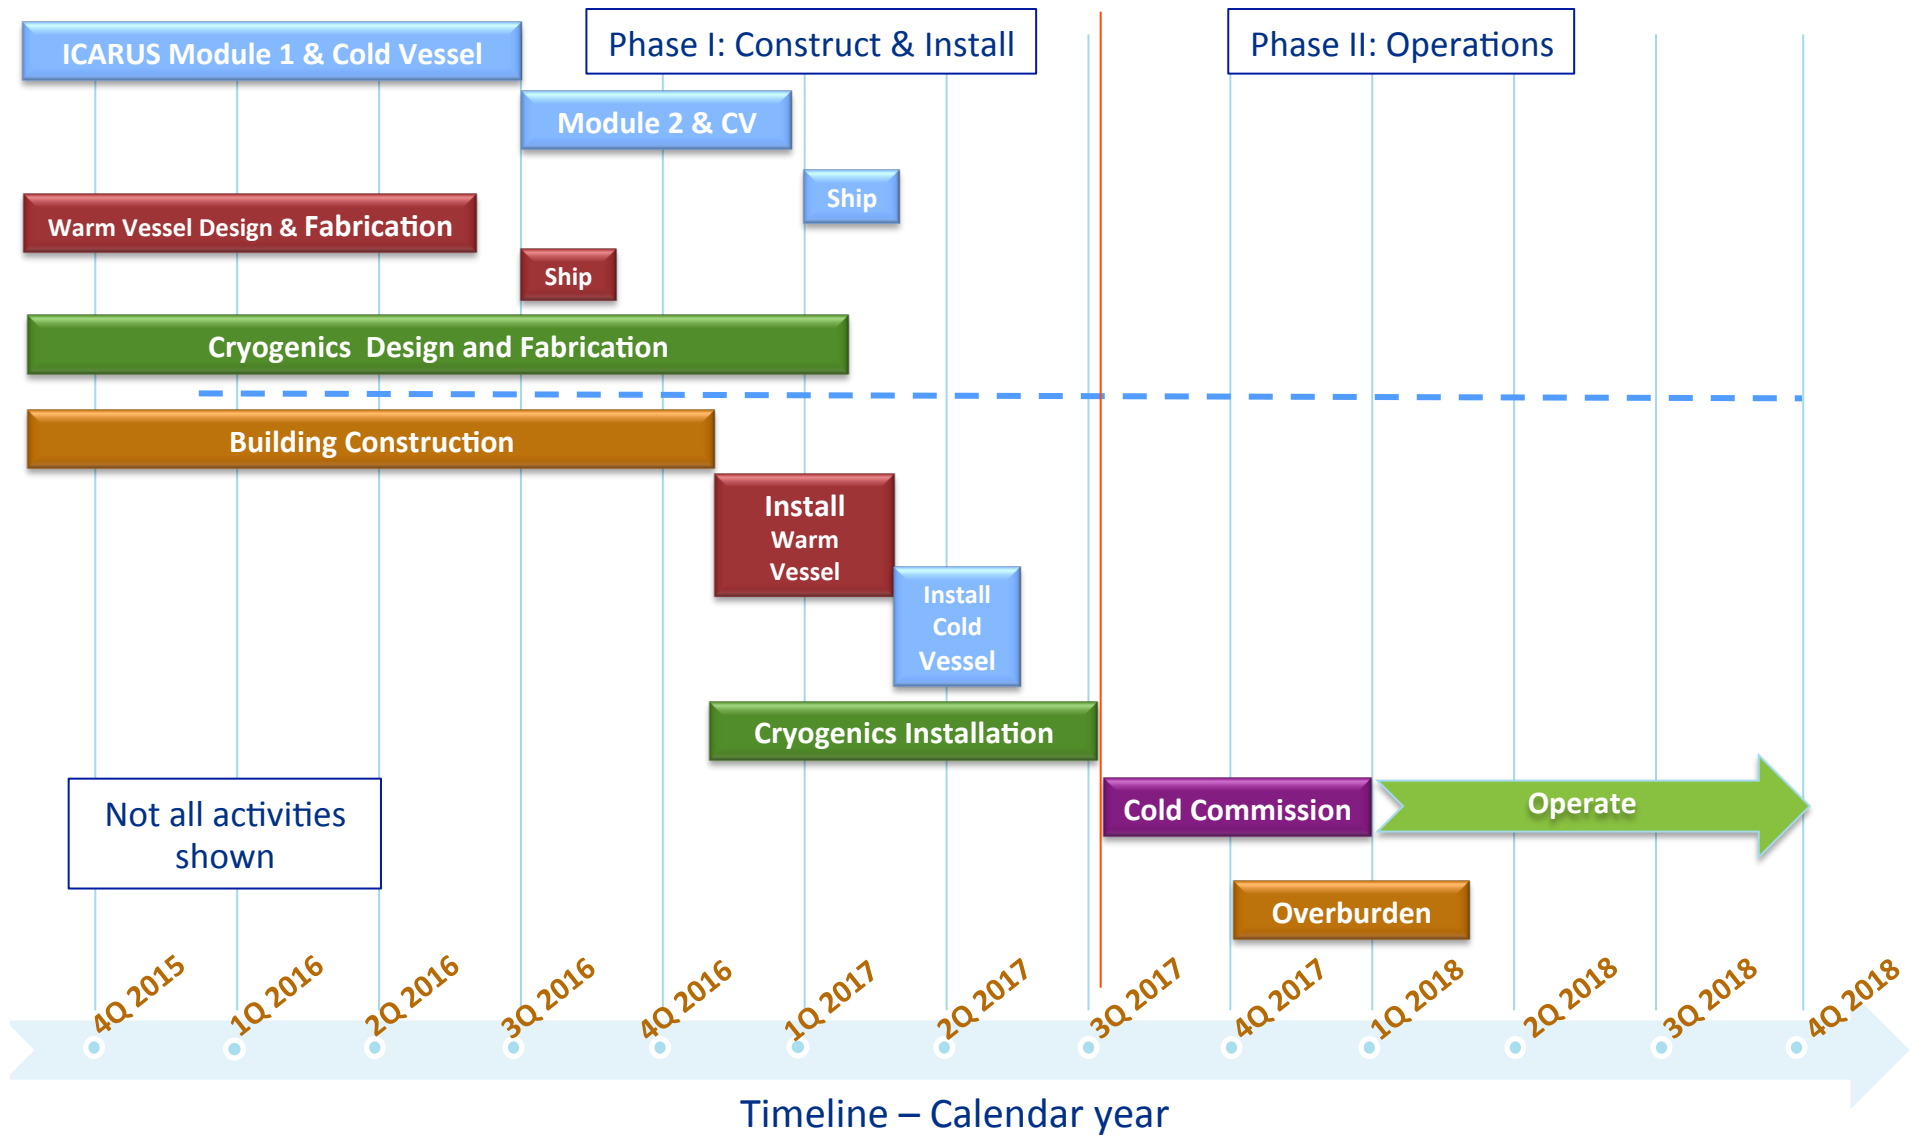 ICARUS Module 1 & Cold Vessel
Phase I: Construct & Install
Phase II: Operations
Module 2 & CV
Ship
Warm Vessel Design & Fabrication
Ship
Cryogenics Design and Fabrication
Building Construction
Install
Warm
Vessel
Install
Cold
Vessel
Cryogenics Installation
Not all activities
shown
Cold Commission
Operate
Overburden
4Q 2015
1Q 2016
2Q 2016
3Q 2016
4Q 2016
1Q 2017
2Q 2017
3Q 2017
4Q 2017
1Q 2018
2Q 2018
3Q 2018
4Q 2018
Timeline – Calendar year